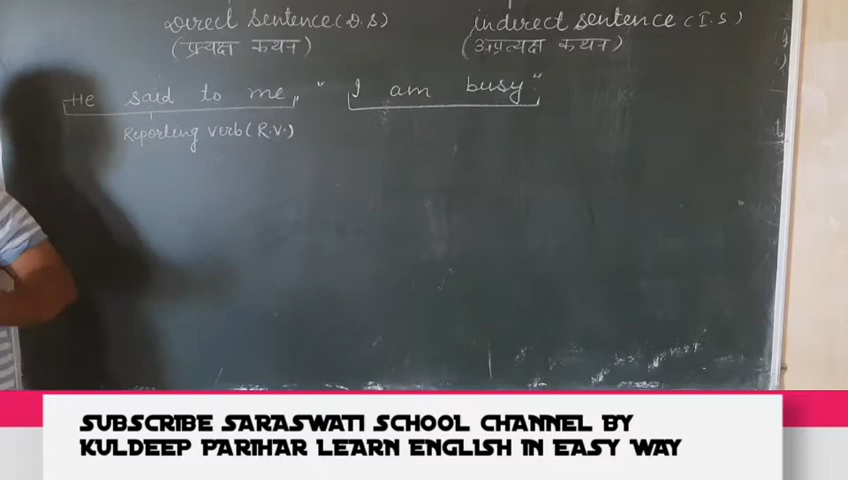 Direct Sentence (D.S) indirect sentence (I.S)
(प्रत्यक्ष कथन) (अप्रत्यक्ष कथन)
He said to me, " I am busy"
Reporting verb (R.V.)
SUBSCRIBE SARASWATI SCHOOL CHANNEL BY
KULDEEP PARIHAR LEARN ENGLISH IN EASY WAY